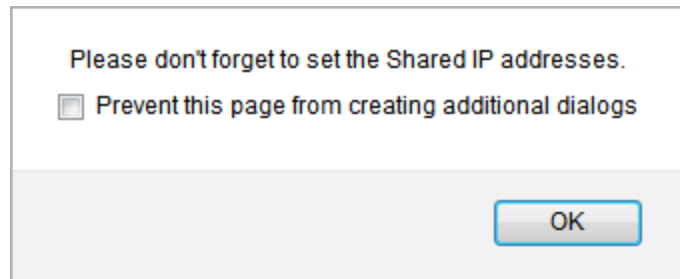 Please don't forget to set the Shared IP addresses.
Prevent this page from creating additional dialogs
OK